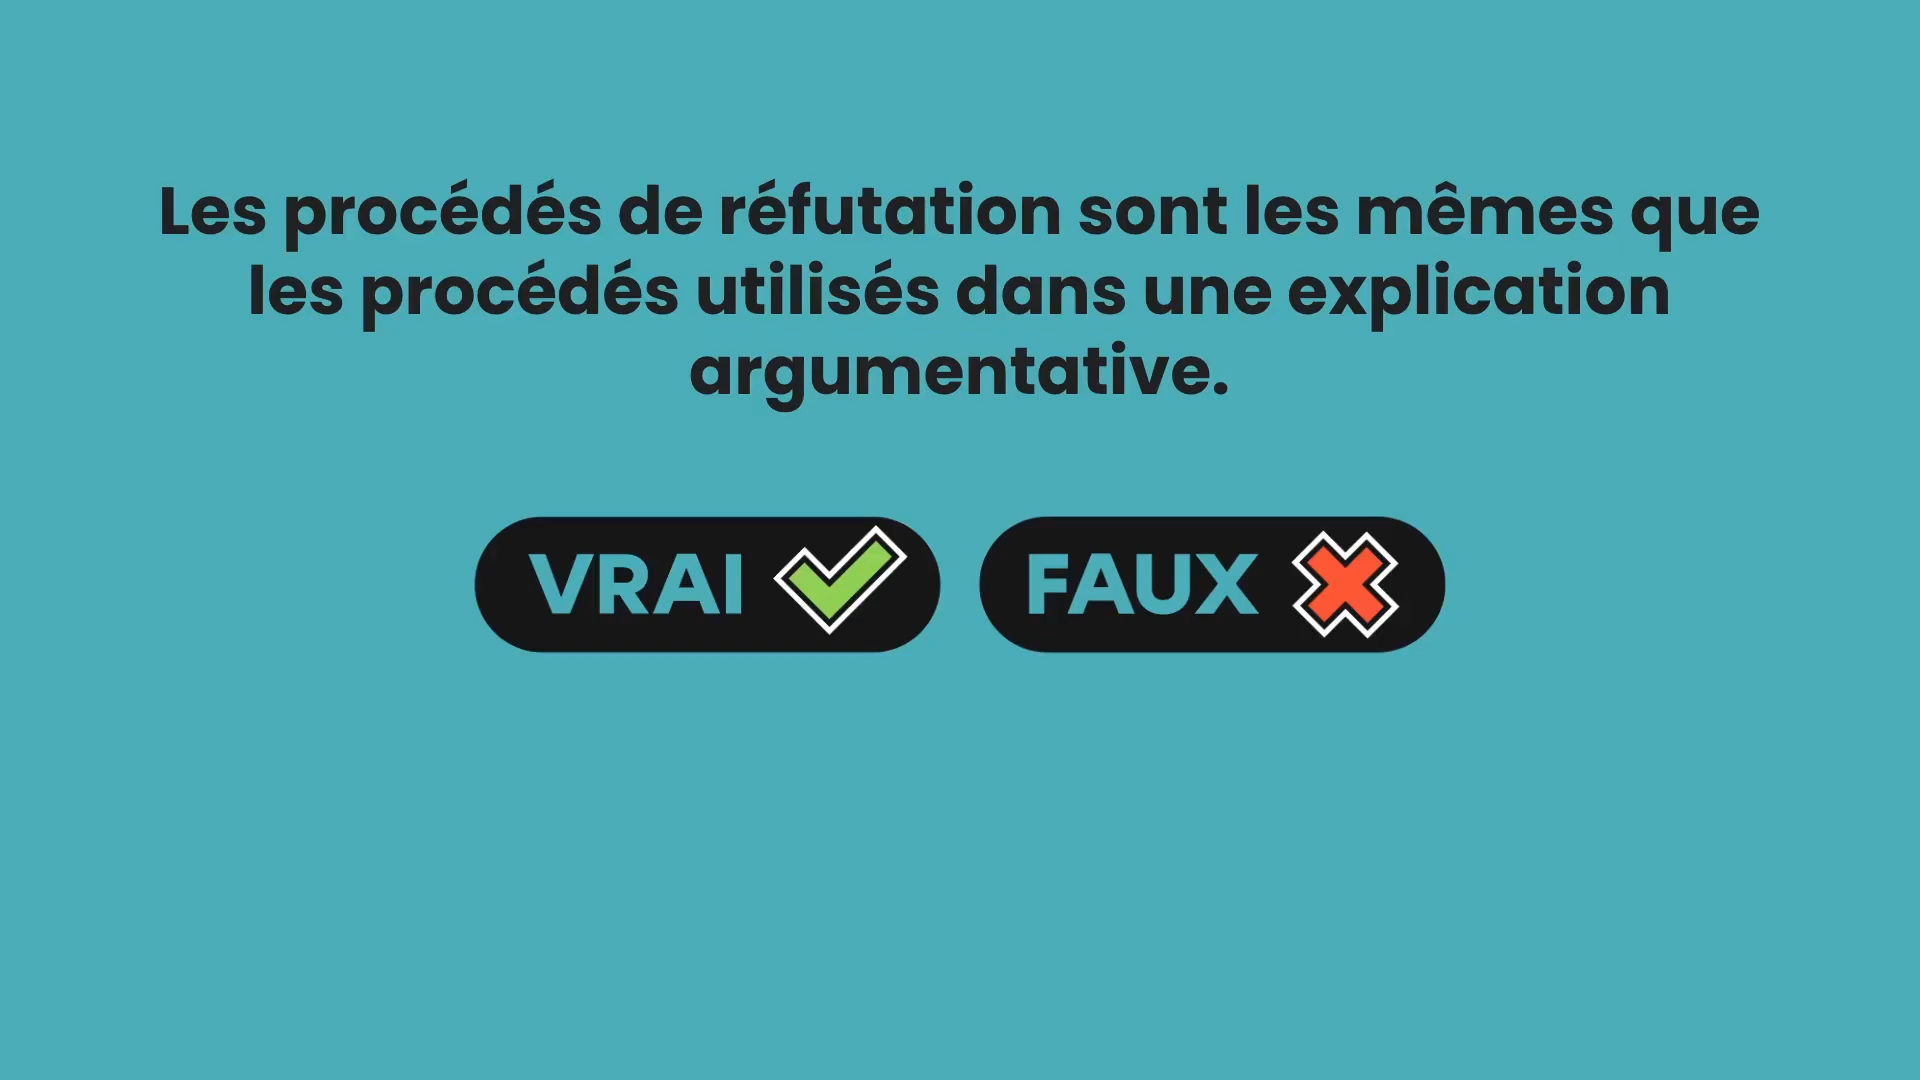 Les procédés de réfutation sont les mêmes que
les procédés utilisés dans une explication
argumentative.
VRAI
FAUX